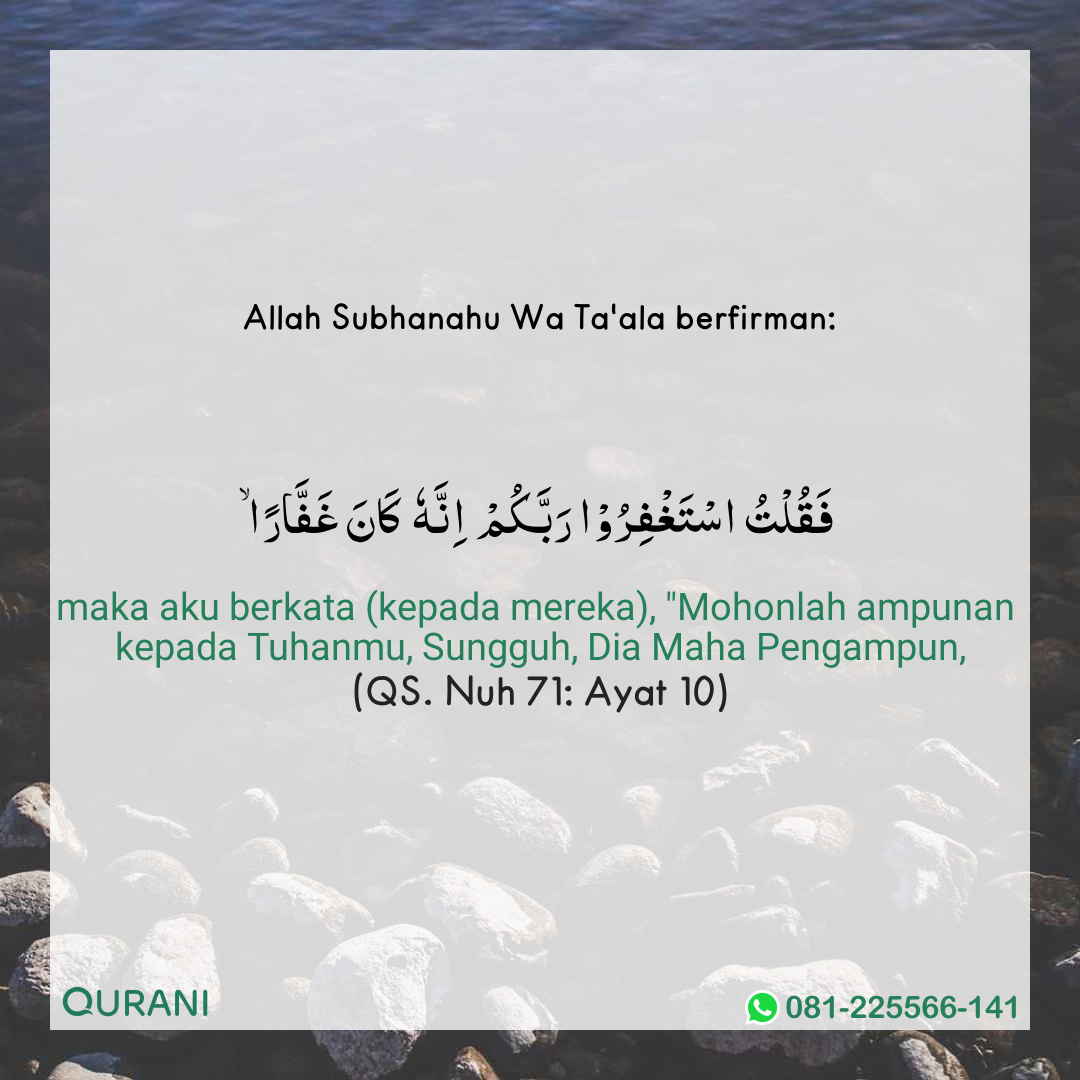 Allah Subhanahu Wa Ta'ala berfirman:
فَقُلْتُ اسْتَغْفِرُوْا رَبَّكُمْ اِنَّهٗ كَانَ غَفَّارًاۙ
maka aku berkata (kepada mereka), "Mohonlah ampunan
kepada Tuhanmu, Sungguh, Dia Maha Pengampun,
(QS. Nuh 71: Ayat 10)
QURANI
081-225566-141